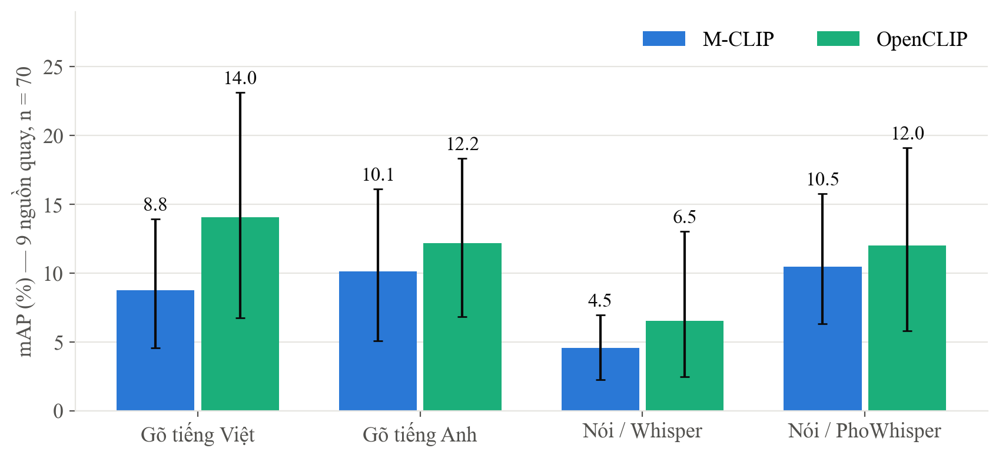 M-CLIP
OpenCLIP
mAP (%) — 9 nguồn quay, n = 70
25
20
15
10
5
0
8.8
14.0
10.1
12.2
4.5
6.5
10.5
12.0
Gõ tiếng Việt
Gõ tiếng Anh
Nói / Whisper
Nói / PhoWhisper